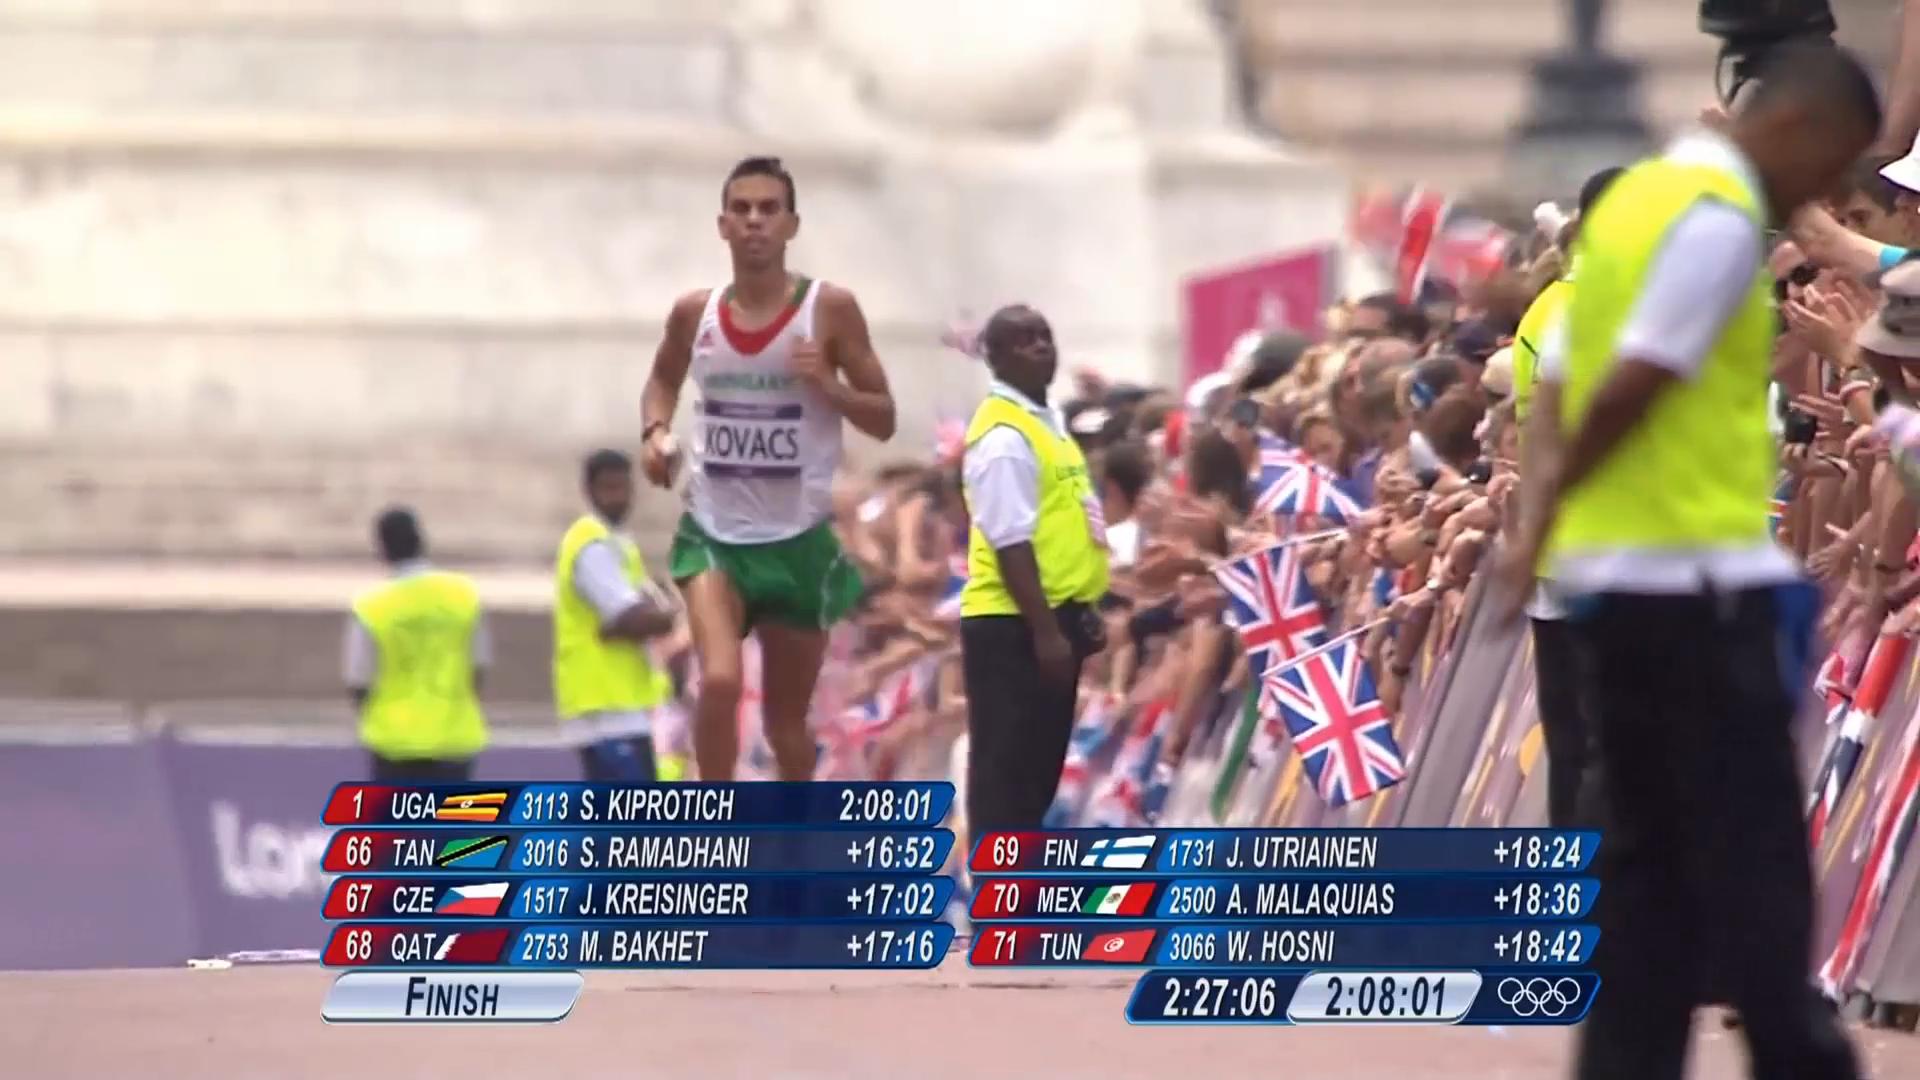 HUNGARY
KOVACS
Lon
1 UGA 3113 S. KIPROTICH 2:08:01
66 TAN 3016 S. RAMADHANI +16:52
67 CZE 1517 J. KREISINGER +17:02
68 QAT 2753 M. BAKHET +17:16
69 FIN 1731 J. UTRIAINEN +18:24
70 MEX 2500 A. MALAQUIAS +18:36
71 TUN 3066 W. HOSNI +18:42
FINISH
2:27:06 2:08:01